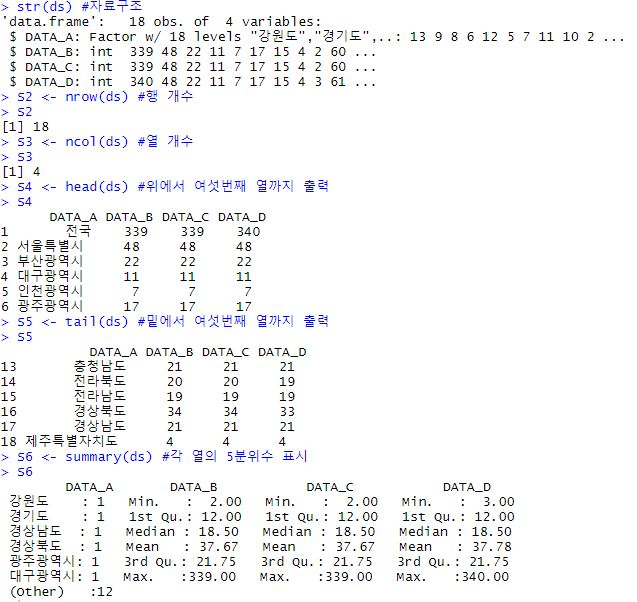 > str(ds) #자료구조
'data.frame':   18 obs. of  4 variables:
 $ DATA_A: Factor w/ 18 levels "강원도","경기도",..: 13 9 8 6 12 5 7 11 10 2 ...
 $ DATA_B: int  339 48 22 11 7 17 15 4 2 60 ...
 $ DATA_C: int  339 48 22 11 7 17 15 4 2 60 ...
 $ DATA_D: int  340 48 22 11 7 17 15 4 3 61 ...
> S2 <- nrow(ds) #행 개수
> S2
[1] 18
> S3 <- ncol(ds) #열 개수
> S3
[1] 4
> S4 <- head(ds) #위에서 여섯번째 열까지 출력
> S4
        DATA_A DATA_B DATA_C DATA_D
1         전국    339    339    340
2 서울특별시     48     48     48
3 부산광역시     22     22     22
4 대구광역시     11     11     11
5 인천광역시      7      7      7
6 광주광역시     17     17     17
> S5 <- tail(ds) #밑에서 여섯번째 열까지 출력
> S5
           DATA_A DATA_B DATA_C DATA_D
13       충청남도     21     21     21
14       전라북도     20     20     19
15       전라남도     19     19     19
16       경상북도     34     34     33
17       경상남도     21     21     21
18 제주특별자치도      4      4      4
> S6 <- summary(ds) #각 열의 5분위수 표시
> S6
        DATA_A       DATA_B           DATA_C           DATA_D
 강원도    : 1   Min.   :  2.00   Min.   :  2.00   Min.   :  3.00
 경기도    : 1   1st Qu.: 12.00   1st Qu.: 12.00   1st Qu.: 12.00
 경상남도  : 1   Median : 18.50   Median : 18.50   Median : 18.50
 경상북도  : 1   Mean   : 37.67   Mean   : 37.67   Mean   : 37.78
 광주광역시: 1   3rd Qu.: 21.75   3rd Qu.: 21.75   3rd Qu.: 21.75
 대구광역시: 1   Max.   :339.00   Max.   :339.00   Max.   :340.00
 (Other)   :12